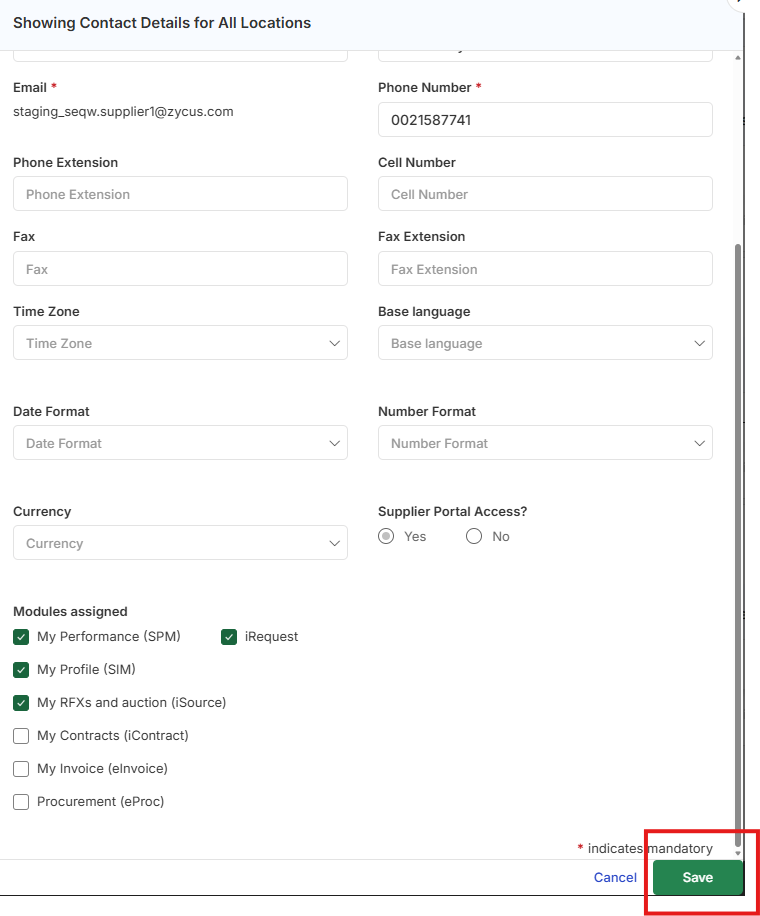 Showing Contact Details for All Locations
Email * Phone Number *
staging_seqw.supplier1@zycus.com
0021587741
Phone Extension Cell Number
Phone Extension Cell Number
Fax Fax Extension
Fax Fax Extension
Time Zone Base language
Time Zone Base language
Date Format Number Format
Date Format Number Format
Currency Supplier Portal Access?
Currency Yes No
Modules assigned
My Performance (SPM) iRequest
My Profile (SIM)
My RFXs and auction (iSource)
My Contracts (iContract)
My Invoice (eInvoice)
Procurement (eProc)
* indicates mandatory
Cancel Save